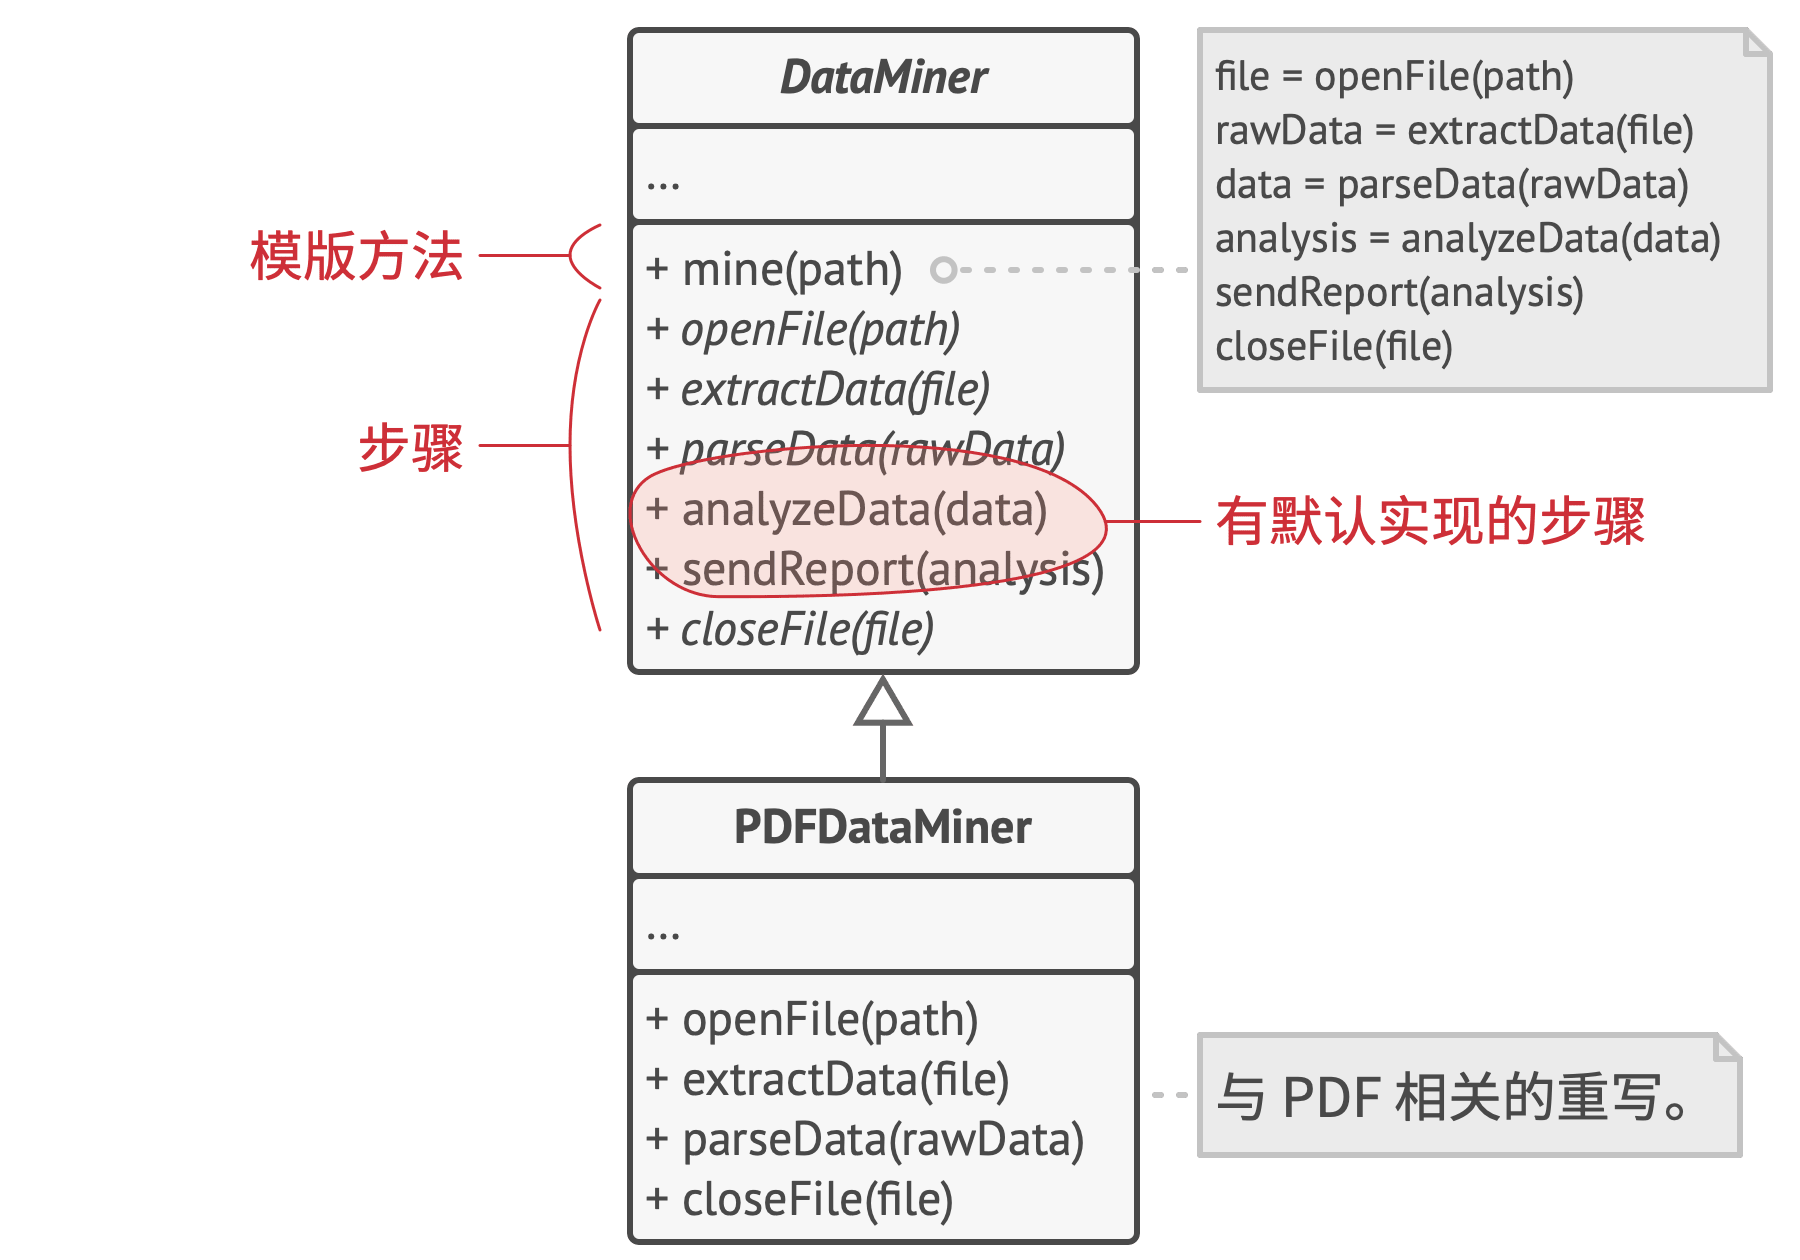 DataMiner
...
+ mine(path)
+ openFile(path)
+ extractData(file)
+ parseData(rawData)
+ analyzeData(data)
+ sendReport(analysis)
+ closeFile(file)
file = openFile(path)
rawData = extractData(file)
data = parseData(rawData)
analysis = analyzeData(data)
sendReport(analysis)
closeFile(file)
模版方法
步骤
有默认实现的步骤
PDFDataMiner
...
+ openFile(path)
+ extractData(file)
+ parseData(rawData)
+ closeFile(file)
与 PDF 相关的重写。